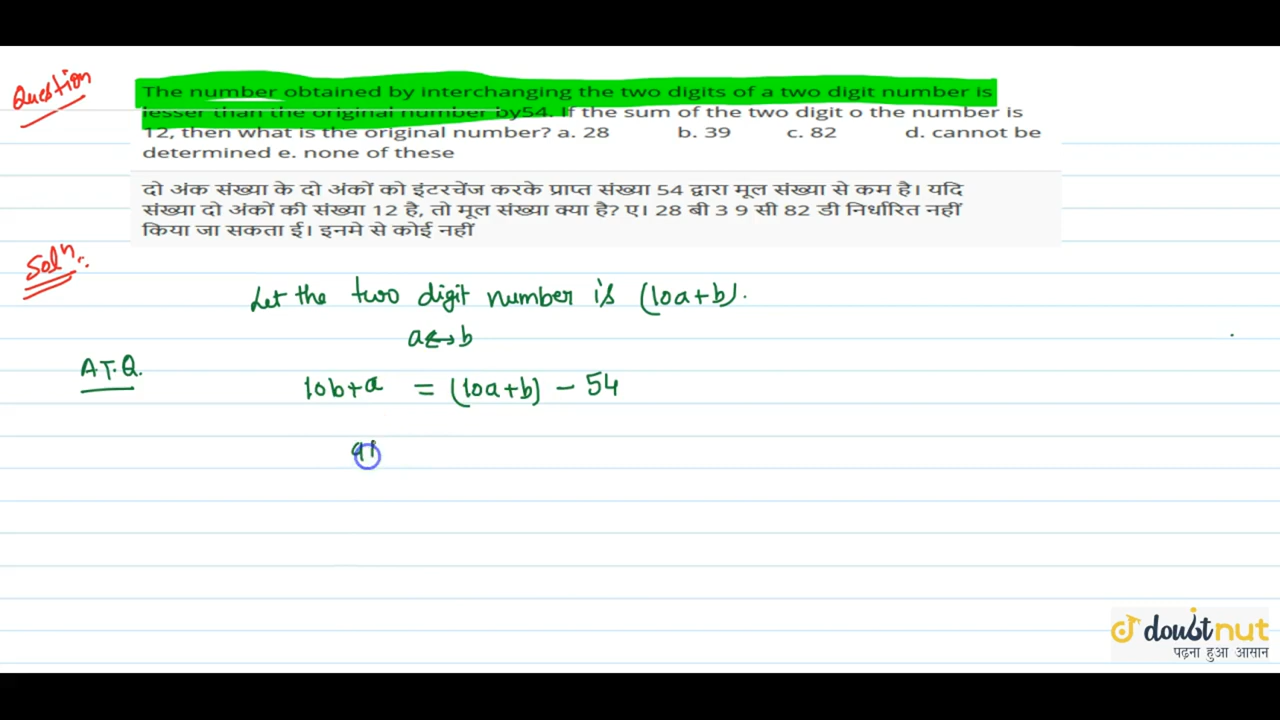 Question
The number obtained by interchanging the two digits of a two digit number is
lesser than the original number by54. If the sum of the two digit o the number is
12, then what is the original number? a. 28 b. 39 c. 82 d. cannot be
determined e. none of these
दो अंक संख्या के दो अंकों को इंटरचेंज करके प्राप्त संख्या 54 द्वारा मूल संख्या से कम है। यदि
संख्या दो अंकों की संख्या 12 है, तो मूल संख्या क्या है? ए। 28 बी 3 9 सी 82 डी निर्धारित नहीं
किया जा सकता ई। इनमे से कोई नहीं
Solⁿ:
Let the two digit number is (10a+b).
a↔b
A.T.Q.
10b+a = (10a+b) - 54
doubtnut
पढ़ना हुआ आसान